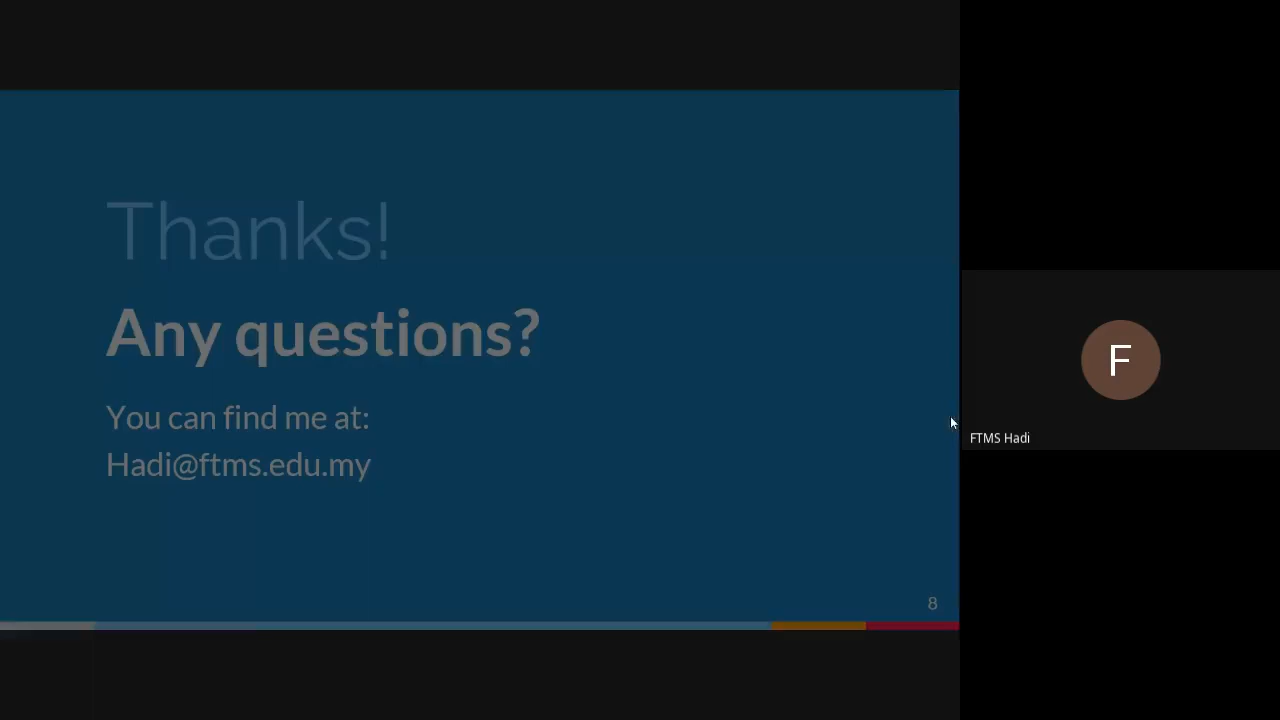 Thanks!
Any questions?
You can find me at:
Hadi@ftms.edu.my
8
F
FTMS Hadi